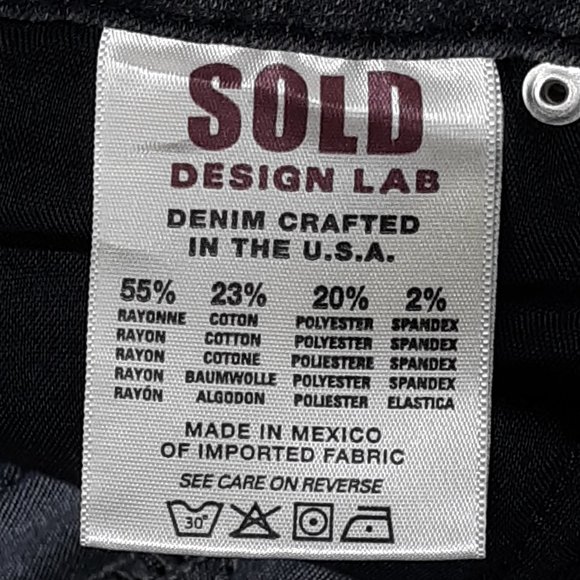 SOLD
DESIGN LAB
DENIM CRAFTED
IN THE U.S.A.
55% 23% 20% 2%
RAYONNE COTON POLYESTER SPANDEX
RAYON COTTON POLYESTER SPANDEX
RAYON COTONE POLIESTERE SPANDEX
RAYON BAUMWOLLE POLYESTER SPANDEX
RAYÓN ALGODON POLIESTER ELASTICA
MADE IN MEXICO
OF IMPORTED FABRIC
SEE CARE ON REVERSE
30°